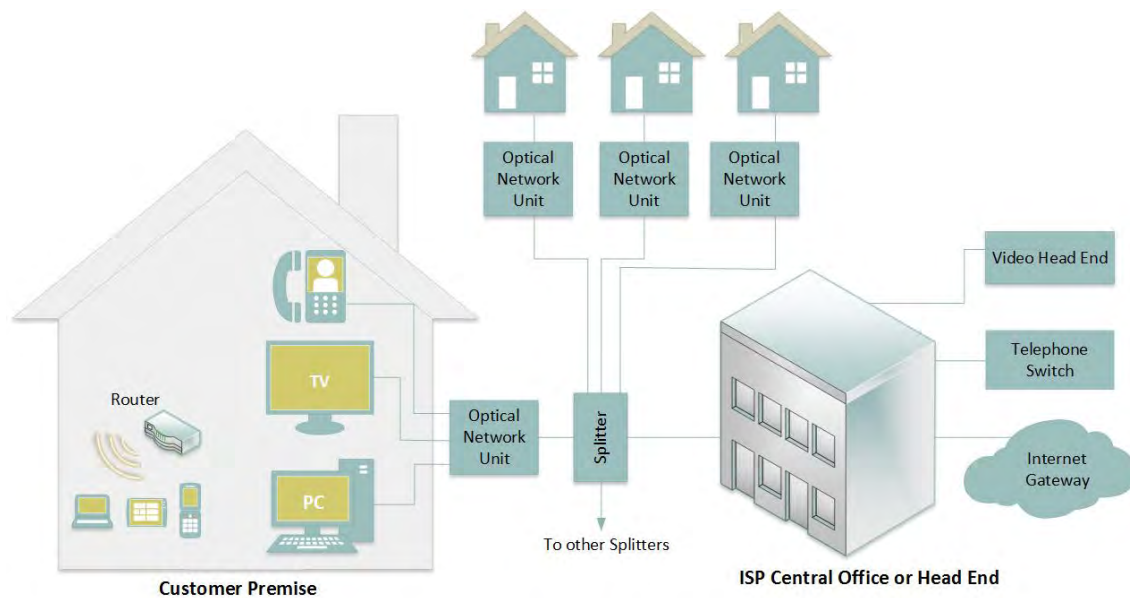 Optical
Network
Unit
Optical
Network
Unit
Optical
Network
Unit
Video Head End
Telephone
Switch
Internet
Gateway
Router
TV
PC
Optical
Network
Unit
Splitter
To other Splitters
Customer Premise
ISP Central Office or Head End